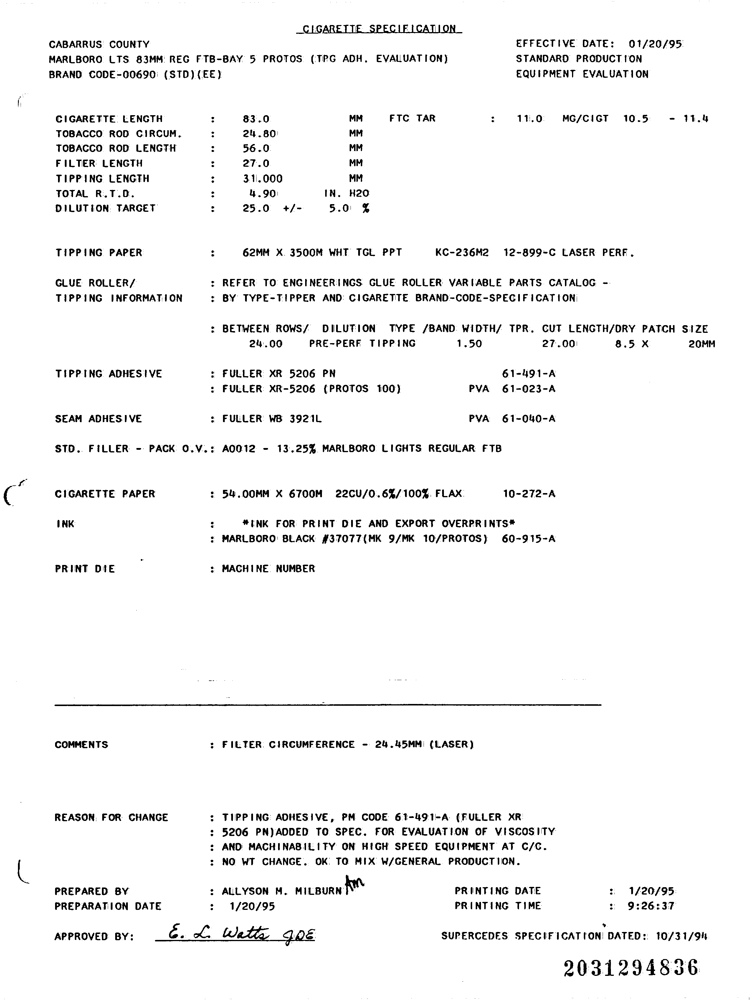 CIGARETTE SPECIFICATION
CABARRUS COUNTY EFFECTIVE DATE: 01/20/95
MARLBORO LTS 83MM REG FTB-BAY 5 PROTOS (TPG ADH. EVALUATION) STANDARD PRODUCTION
BRAND CODE-00690 (STD)(EE) EQUIPMENT EVALUATION
CIGARETTE LENGTH : 83.0 MM FTC TAR : 11.0 MG/CIGT 10.5 - 11.4
TOBACCO ROD CIRCUM. : 24.80 MM
TOBACCO ROD LENGTH : 56.0 MM
FILTER LENGTH : 27.0 MM
TIPPING LENGTH : 31.000 MM
TOTAL R.T.D. : 4.90 IN. H20
DILUTION TARGET : 25.0 +/- 5.0 %
TIPPING PAPER : 62MM X 3500M WHT TGL PPT KC-236M2 12-899-C LASER PERF.
GLUE ROLLER/ : REFER TO ENGINEERINGS GLUE ROLLER VARIABLE PARTS CATALOG -
TIPPING INFORMATION : BY TYPE-TIPPER AND CIGARETTE BRAND-CODE-SPECIFICATION
: BETWEEN ROWS/ DILUTION TYPE /BAND WIDTH/ TPR. CUT LENGTH/DRY PATCH SIZE
24.00 PRE-PERF TIPPING 1.50 27.00 8.5 X 20MM
TIPPING ADHESIVE : FULLER XR 5206 PN 61-491-A
: FULLER XR-5206 (PROTOS 100) PVA 61-023-A
SEAM ADHESIVE : FULLER WB 3921L PVA 61-040-A
STD. FILLER - PACK O.V.: A0012 - 13.25% MARLBORO LIGHTS REGULAR FTB
CIGARETTE PAPER : 54.00MM X 6700M 22CU/0.6%/100% FLAX 10-272-A
INK : *INK FOR PRINT DIE AND EXPORT OVERPRINTS*
: MARLBORO BLACK #37077(MK 9/MK 10/PROTOS) 60-915-A
PRINT DIE : MACHINE NUMBER
COMMENTS : FILTER CIRCUMFERENCE - 24.45MM (LASER)
REASON FOR CHANGE : TIPPING ADHESIVE, PM CODE 61-491-A (FULLER XR
: 5206 PN)ADDED TO SPEC. FOR EVALUATION OF VISCOSITY
: AND MACHINABILITY ON HIGH SPEED EQUIPMENT AT C/C.
: NO WT CHANGE. OK TO MIX W/GENERAL PRODUCTION.
PREPARED BY : ALLYSON M. MILBURN PRINTING DATE : 1/20/95
PREPARATION DATE : 1/20/95 PRINTING TIME : 9:26:37
APPROVED BY: E. L. Watts SUPERCEDES SPECIFICATION DATED: 10/31/94
2031294836